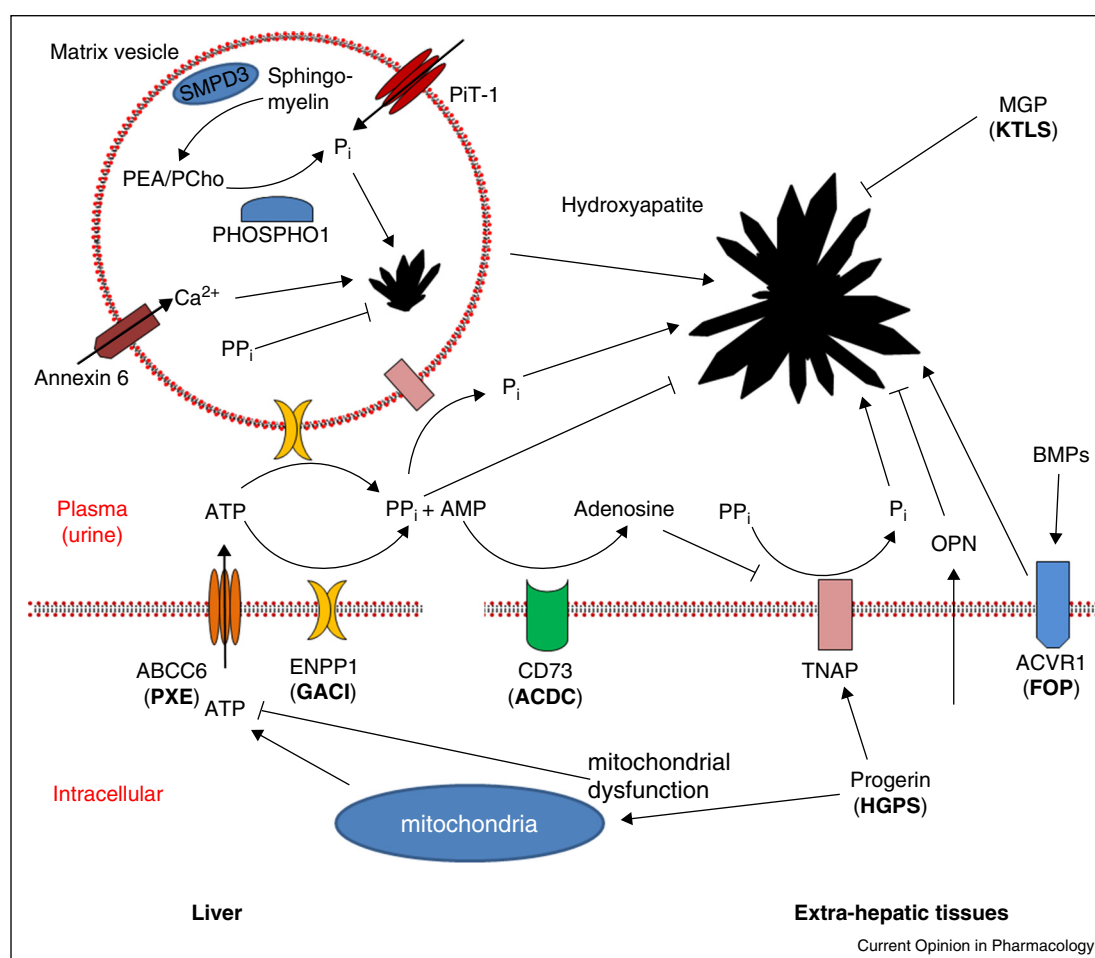 Matrix vesicle
SMPD3
Sphingo-
myelin
PiT-1
Pi
PEA/PCho
PHOSPHO1
Ca2+
PPi
Annexin 6
MGP
(KTLS)
Hydroxyapatite
Pi
BMPs
Plasma
(urine)
ATP
PPi + AMP
Adenosine
PPi
Pi
OPN
ABCC6
(PXE)
ENPP1
(GACI)
CD73
(ACDC)
TNAP
ACVR1
(FOP)
ATP
mitochondrial
dysfunction
Intracellular
mitochondria
Progerin
(HGPS)
Liver
Extra-hepatic tissues
Current Opinion in Pharmacology